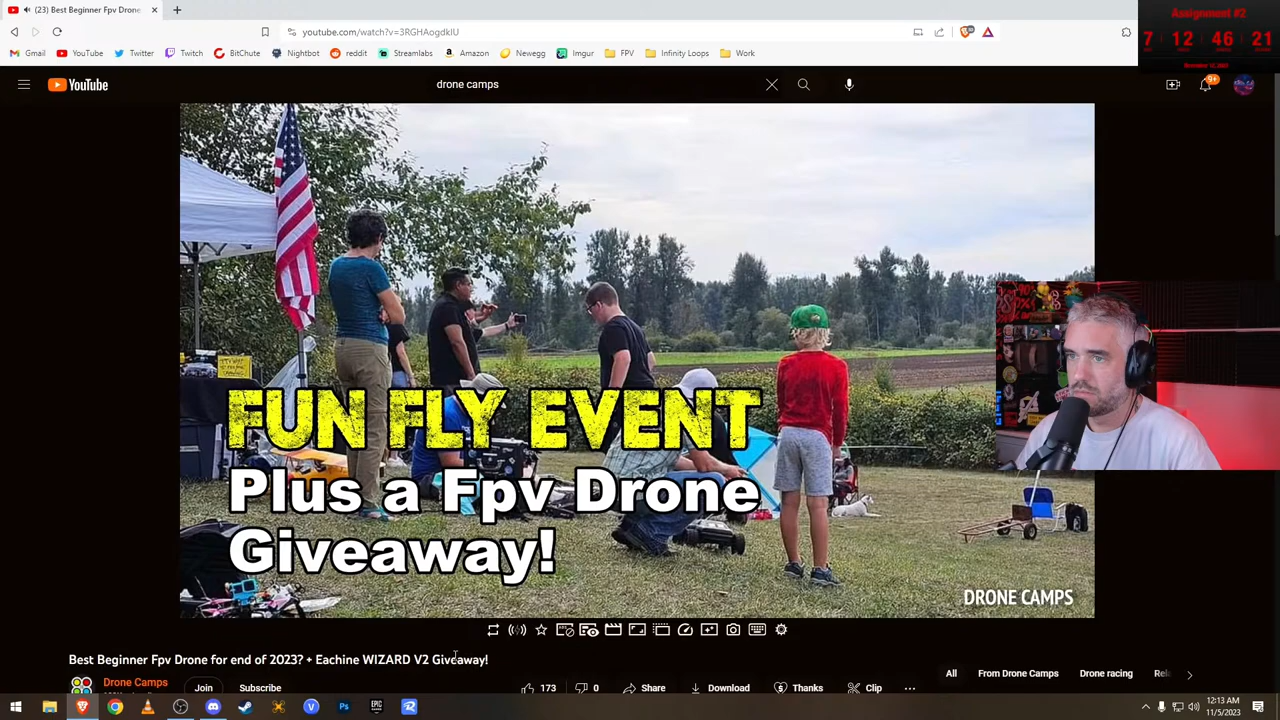 (23) Best Beginner Fpv Drone
Assignment #2
7 : 12 : 46 : 21
youtube.com/watch?v=3RGHAogdkIU
Gmail YouTube Twitter Twitch BitChute Nightbot reddit Streamlabs Amazon Newegg Imgur FPV Infinity Loops Work
YouTube
drone camps
9+
FUN FLY EVENT
Plus a Fpv Drone
Giveaway!
DRONE CAMPS
Best Beginner Fpv Drone for end of 2023? + Eachine WIZARD V2 Giveaway!
Drone Camps
Join Subscribe 173 0 Share Download Thanks Clip
All From Drone Camps Drone racing
12:13 AM
11/5/2023